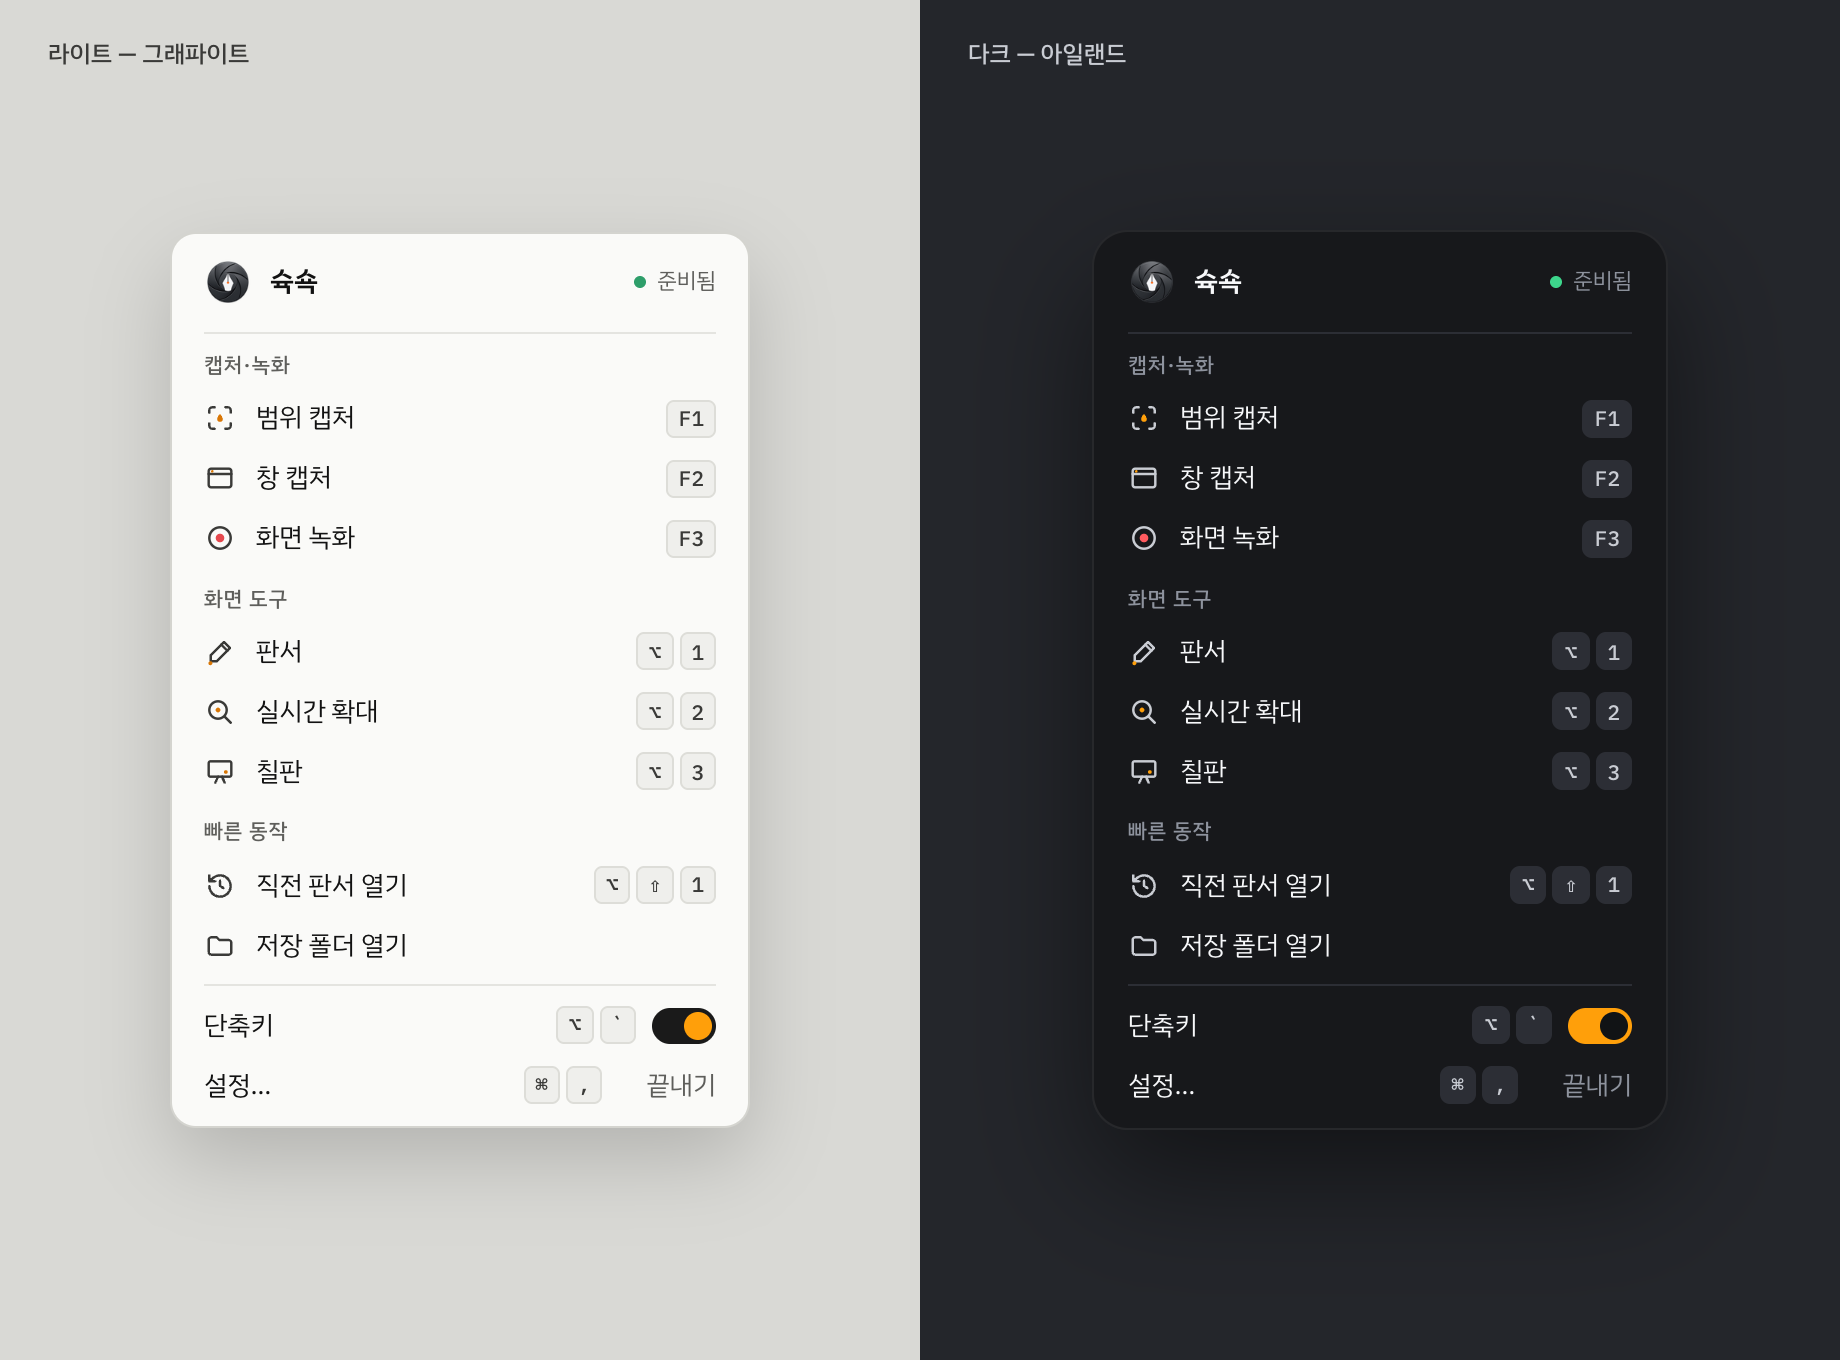 라이트 — 그래파이트
슉쇽 준비됨
캡처·녹화
범위 캡처 F1
창 캡처 F2
화면 녹화 F3
화면 도구
판서 ⌥ 1
실시간 확대 ⌥ 2
칠판 ⌥ 3
빠른 동작
직전 판서 열기 ⌥ ⇧ 1
저장 폴더 열기
단축키 ⌥ `
설정... ⌘ , 끝내기
다크 — 아일랜드
슉쇽 준비됨
캡처·녹화
범위 캡처 F1
창 캡처 F2
화면 녹화 F3
화면 도구
판서 ⌥ 1
실시간 확대 ⌥ 2
칠판 ⌥ 3
빠른 동작
직전 판서 열기 ⌥ ⇧ 1
저장 폴더 열기
단축키 ⌥ `
설정... ⌘ , 끝내기